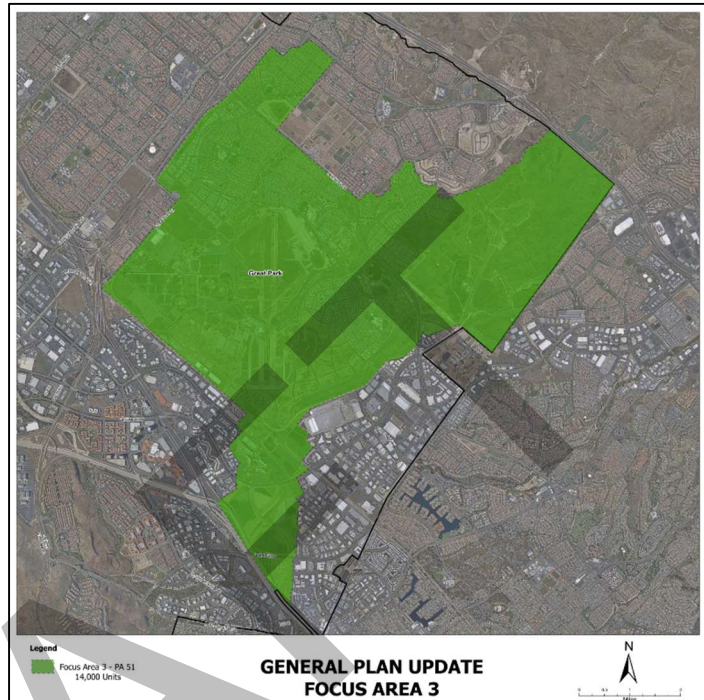 Great Park
Legend
Focus Area 3 - PA 51
14,000 Units
GENERAL PLAN UPDATE
FOCUS AREA 3
N